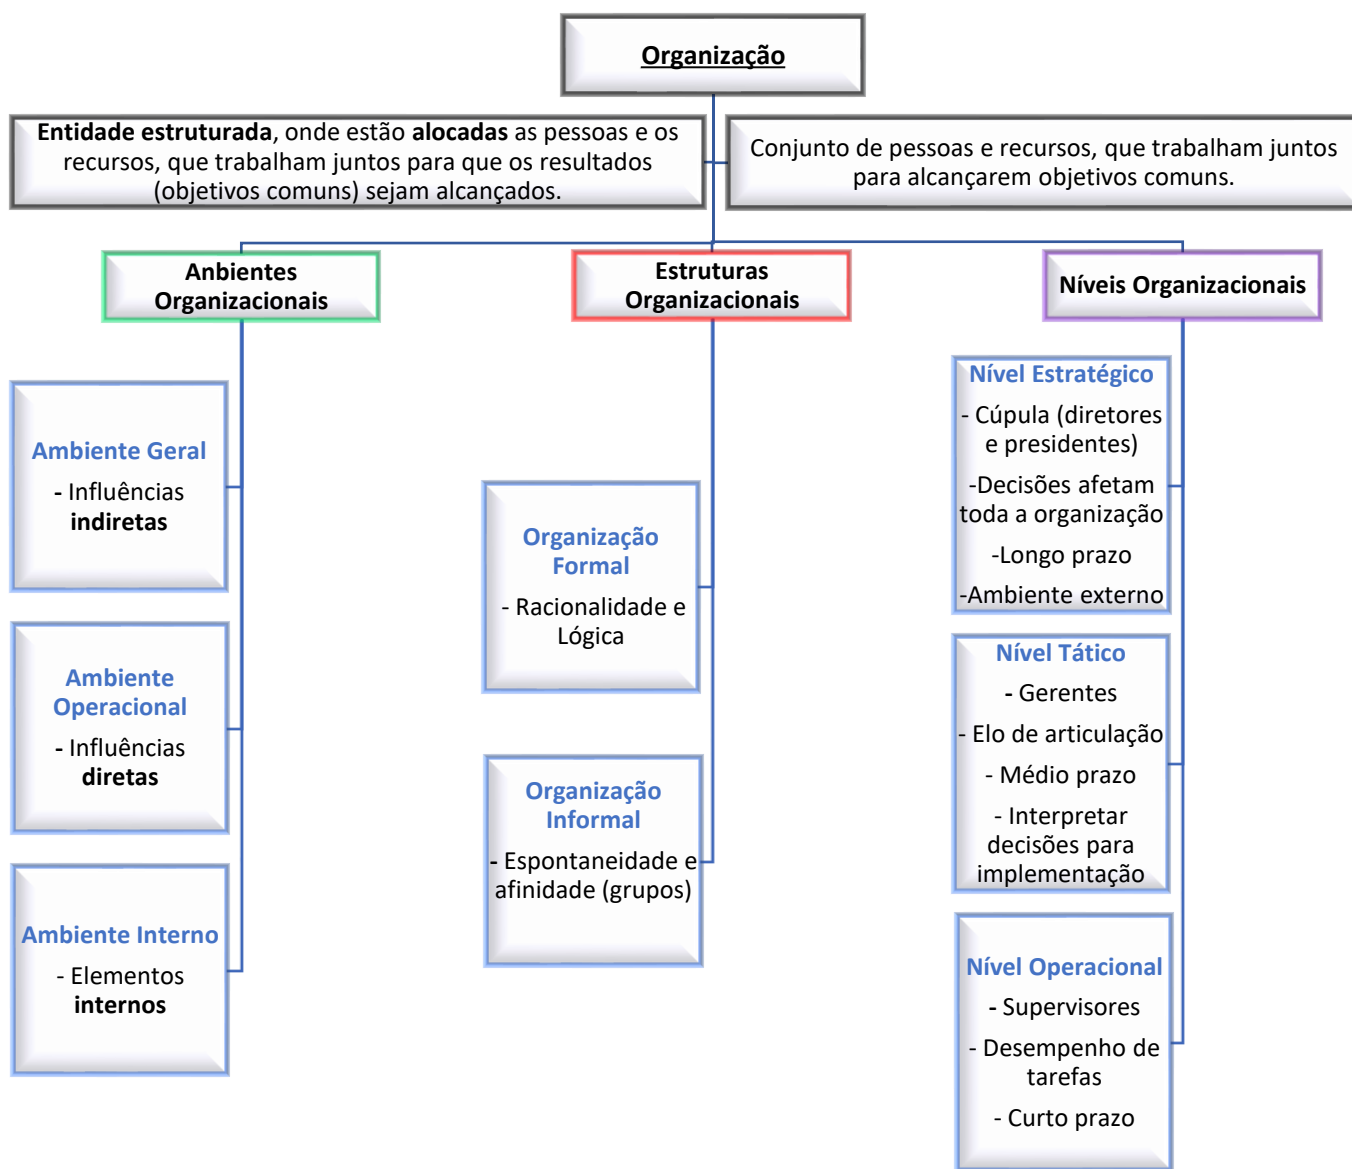 Organização
Entidade estruturada, onde estão alocadas as pessoas e os
recursos, que trabalham juntos para que os resultados
(objetivos comuns) sejam alcançados.
Conjunto de pessoas e recursos, que trabalham juntos
para alcançarem objetivos comuns.
Anbientes
Organizacionais
Ambiente Geral
- Influências
indiretas
Ambiente
Operacional
- Influências
diretas
Ambiente Interno
- Elementos
internos
Estruturas
Organizacionais
Organização
Formal
- Racionalidade e
Lógica
Organização
Informal
- Espontaneidade e
afinidade (grupos)
Níveis Organizacionais
Nível Estratégico
- Cúpula (diretores
e presidentes)
-Decisões afetam
toda a organização
-Longo prazo
-Ambiente externo
Nível Tático
- Gerentes
- Elo de articulação
- Médio prazo
- Interpretar
decisões para
implementação
Nível Operacional
- Supervisores
- Desempenho de
tarefas
- Curto prazo